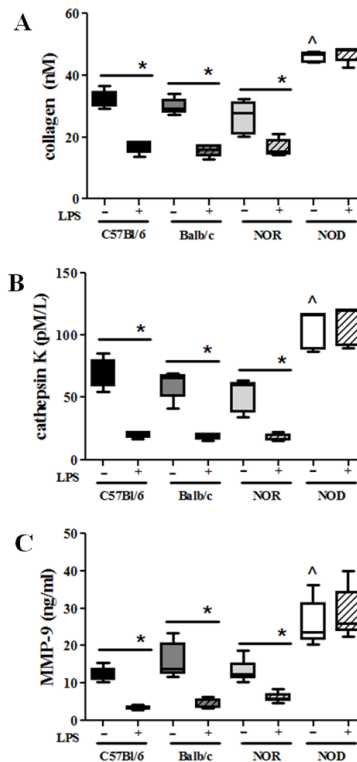 A
collagen (nM)
60
40
20
0
*
*
*
^
LPS
– + – + – + – +
C57Bl/6 Balb/c NOR NOD
B
cathepsin K (pM/L)
150
100
50
0
*
*
*
^
LPS
– + – + – + – +
C57Bl/6 Balb/c NOR NOD
C
MMP-9 (ng/ml)
50
40
30
20
10
0
*
*
*
^
LPS
– + – + – + – +
C57Bl/6 Balb/c NOR NOD